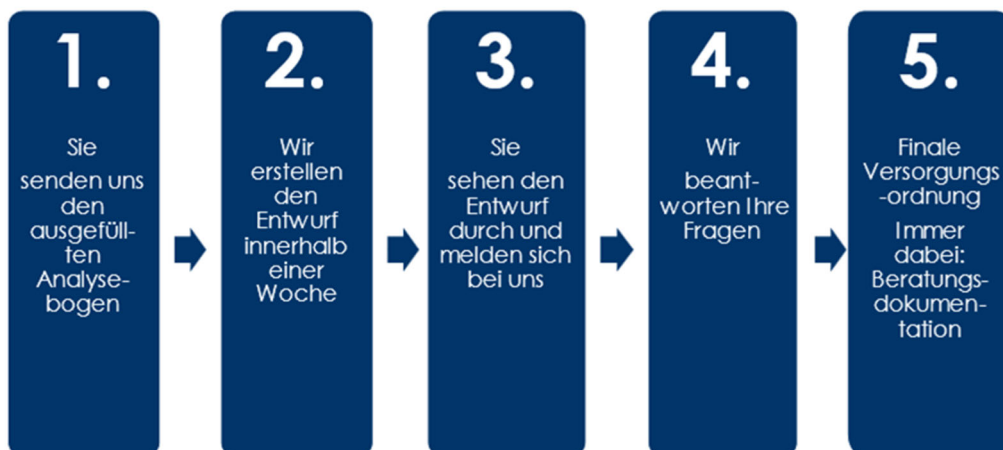 1.
Sie
senden uns
den
ausgefüll-
ten
Analyse-
bogen
2.
Wir
erstellen
den
Entwurf
innerhalb
einer
Woche
3.
Sie
sehen den
Entwurf
durch und
melden sich
bei uns
4.
Wir
beant-
worten Ihre
Fragen
5.
Finale
Versorgungs
-ordnung
Immer
dabei:
Beratungs-
dokumen-
tation